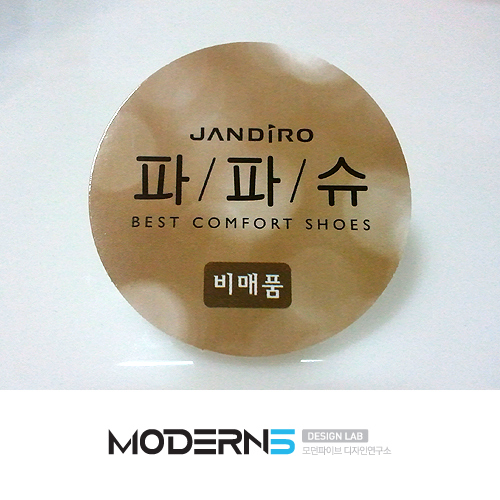 JANDIRO
파/파/슈
BEST COMFORT SHOES
비매품
MODERN5 DESIGN LAB
모던파이브 디자인연구소